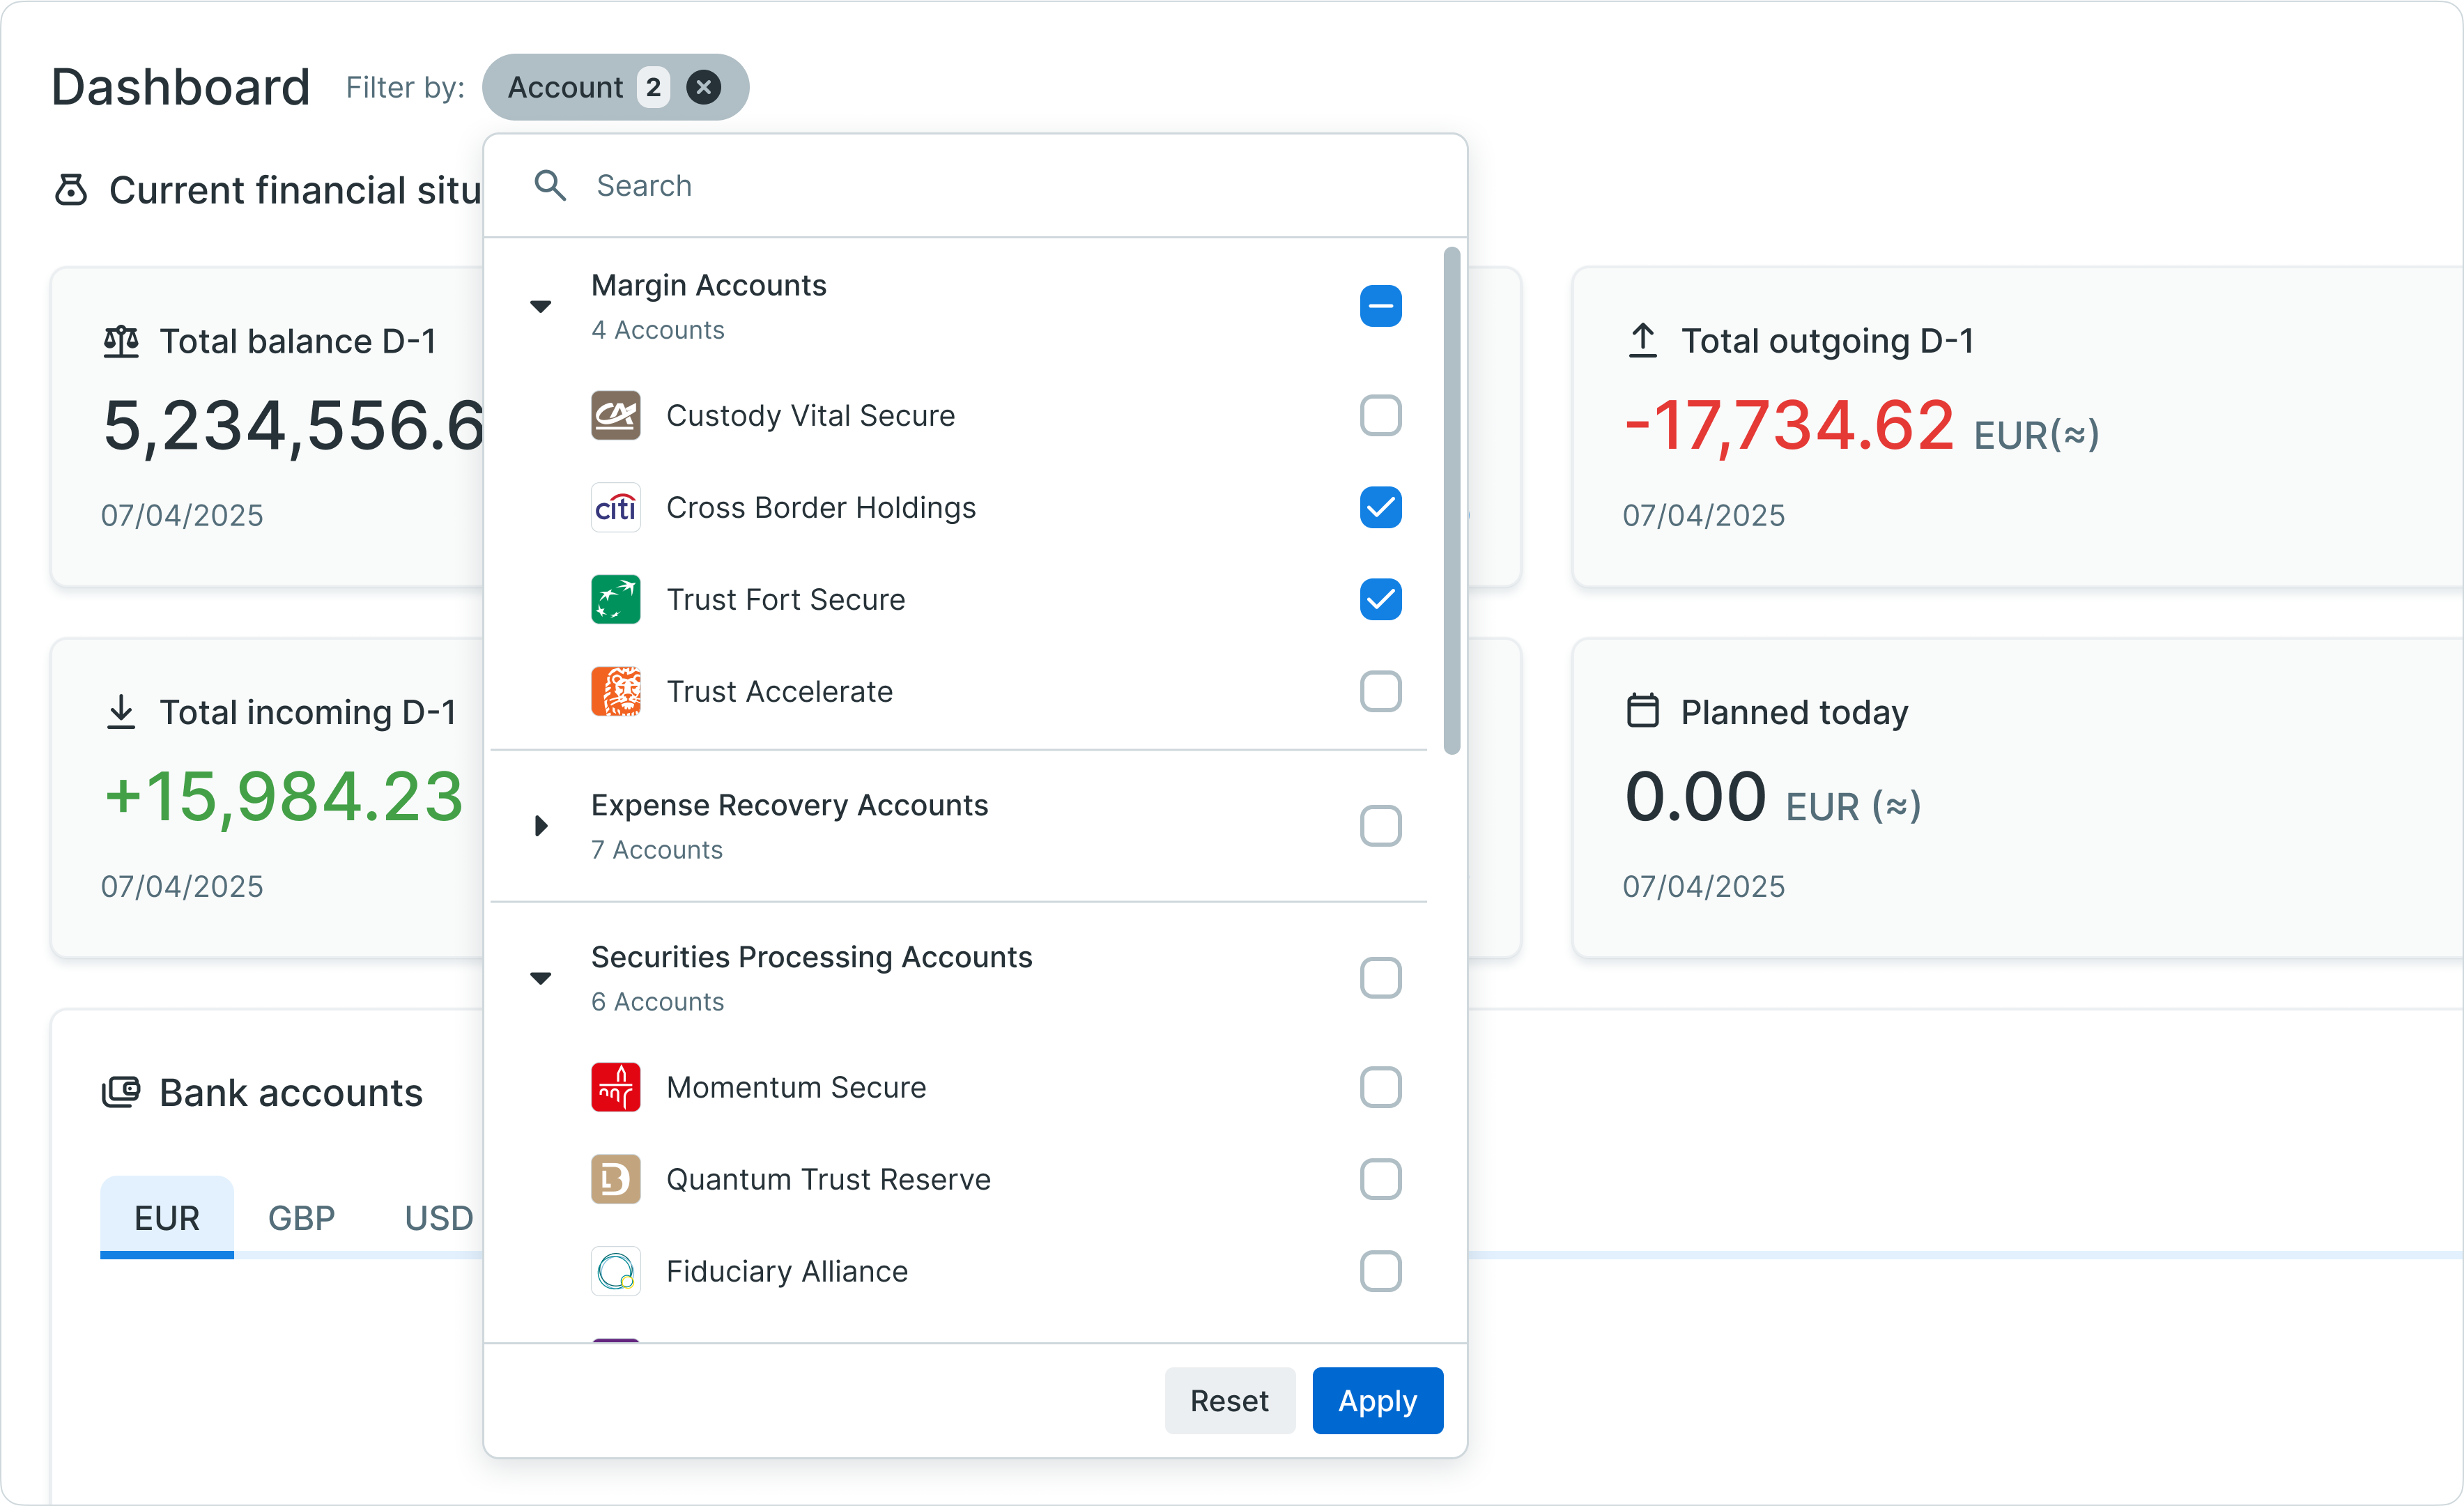 Dashboard
Filter by:
Account 2
Current financial situ
Search
Margin Accounts
4 Accounts
Custody Vital Secure
citi
Cross Border Holdings
Trust Fort Secure
Trust Accelerate
Expense Recovery Accounts
7 Accounts
Securities Processing Accounts
6 Accounts
Momentum Secure
Quantum Trust Reserve
Fiduciary Alliance
Reset
Apply
Total balance D-1
5,234,556.6
07/04/2025
Total outgoing D-1
-17,734.62 EUR(≈)
07/04/2025
Total incoming D-1
+15,984.23
07/04/2025
Planned today
0.00 EUR (≈)
07/04/2025
Bank accounts
EUR
GBP
USD